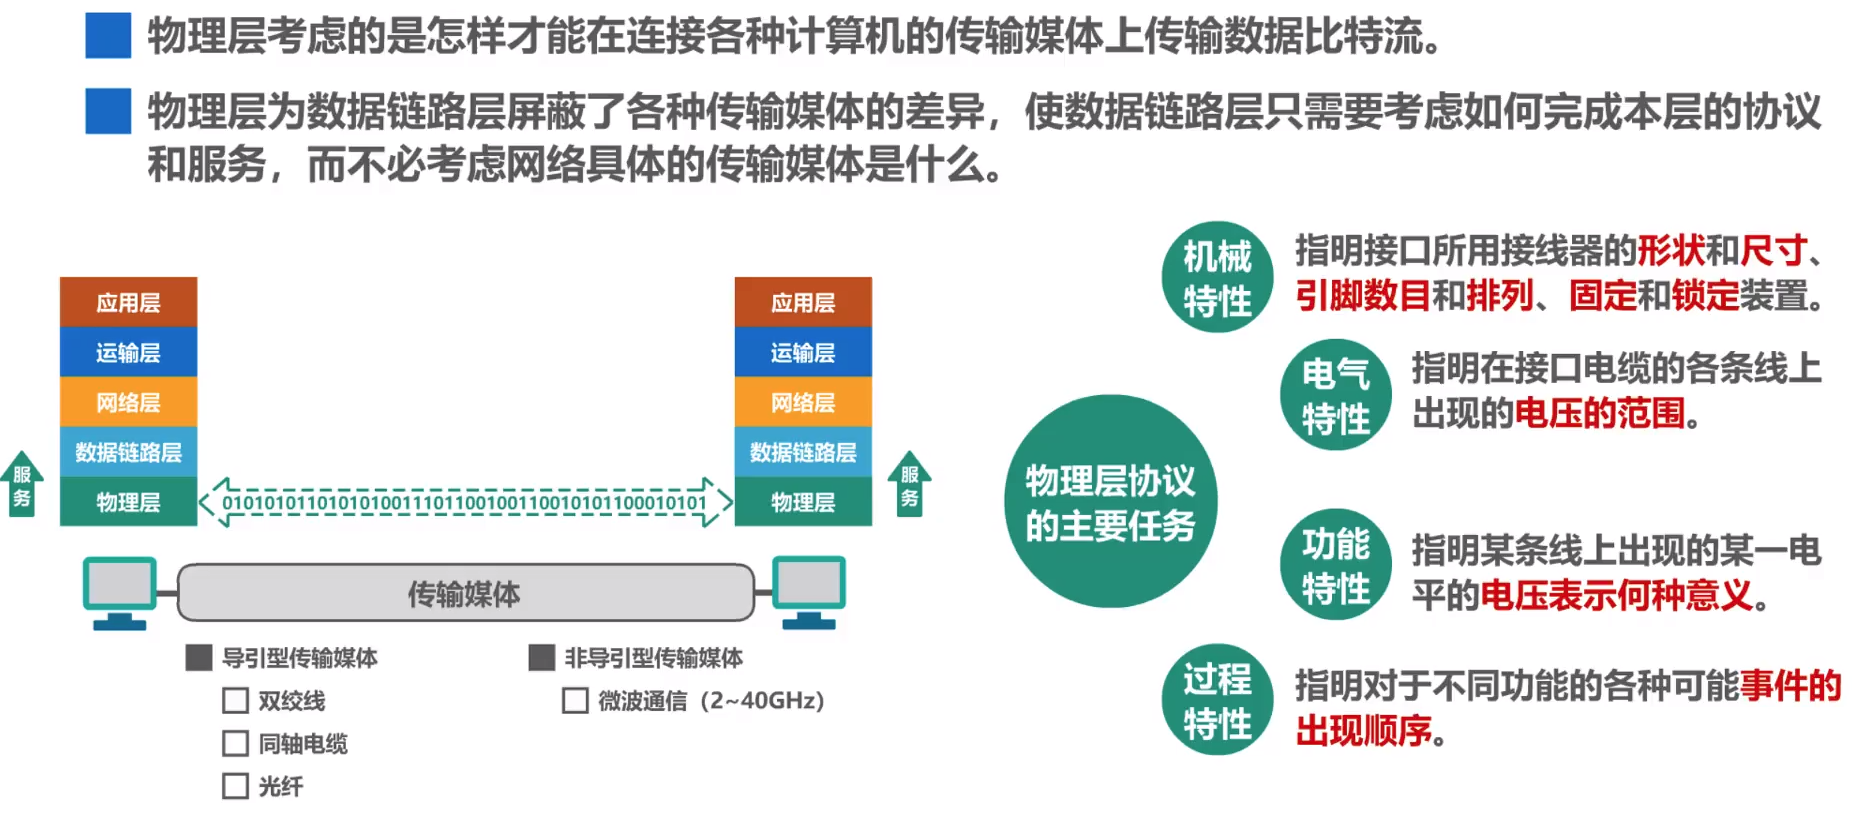 物理层考虑的是怎样才能在连接各种计算机的传输媒体上传输数据比特流。
物理层为数据链路层屏蔽了各种传输媒体的差异，使数据链路层只需要考虑如何完成本层的协议
和服务，而不必考虑网络具体的传输媒体是什么。
应用层
运输层
网络层
数据链路层
物理层
服务
010101011010101001110110010011001010110001010​1
应用层
运输层
网络层
数据链路层
物理层
服务
传输媒体
导引型传输媒体
双绞线
同轴电缆
光纤
非导引型传输媒体
微波通信（2~40GHz）
物理层协议
的主要任务
机械
特性
指明接口所用接线器的形状和尺寸、
引脚数目和排列、固定和锁定装置。
电气
特性
指明在接口电缆的各条线上
出现的电压的范围。
功能
特性
指明某条线上出现的某一电
平的电压表示何种意义。
过程
特性
指明对于不同功能的各种可能事件的
出现顺序。